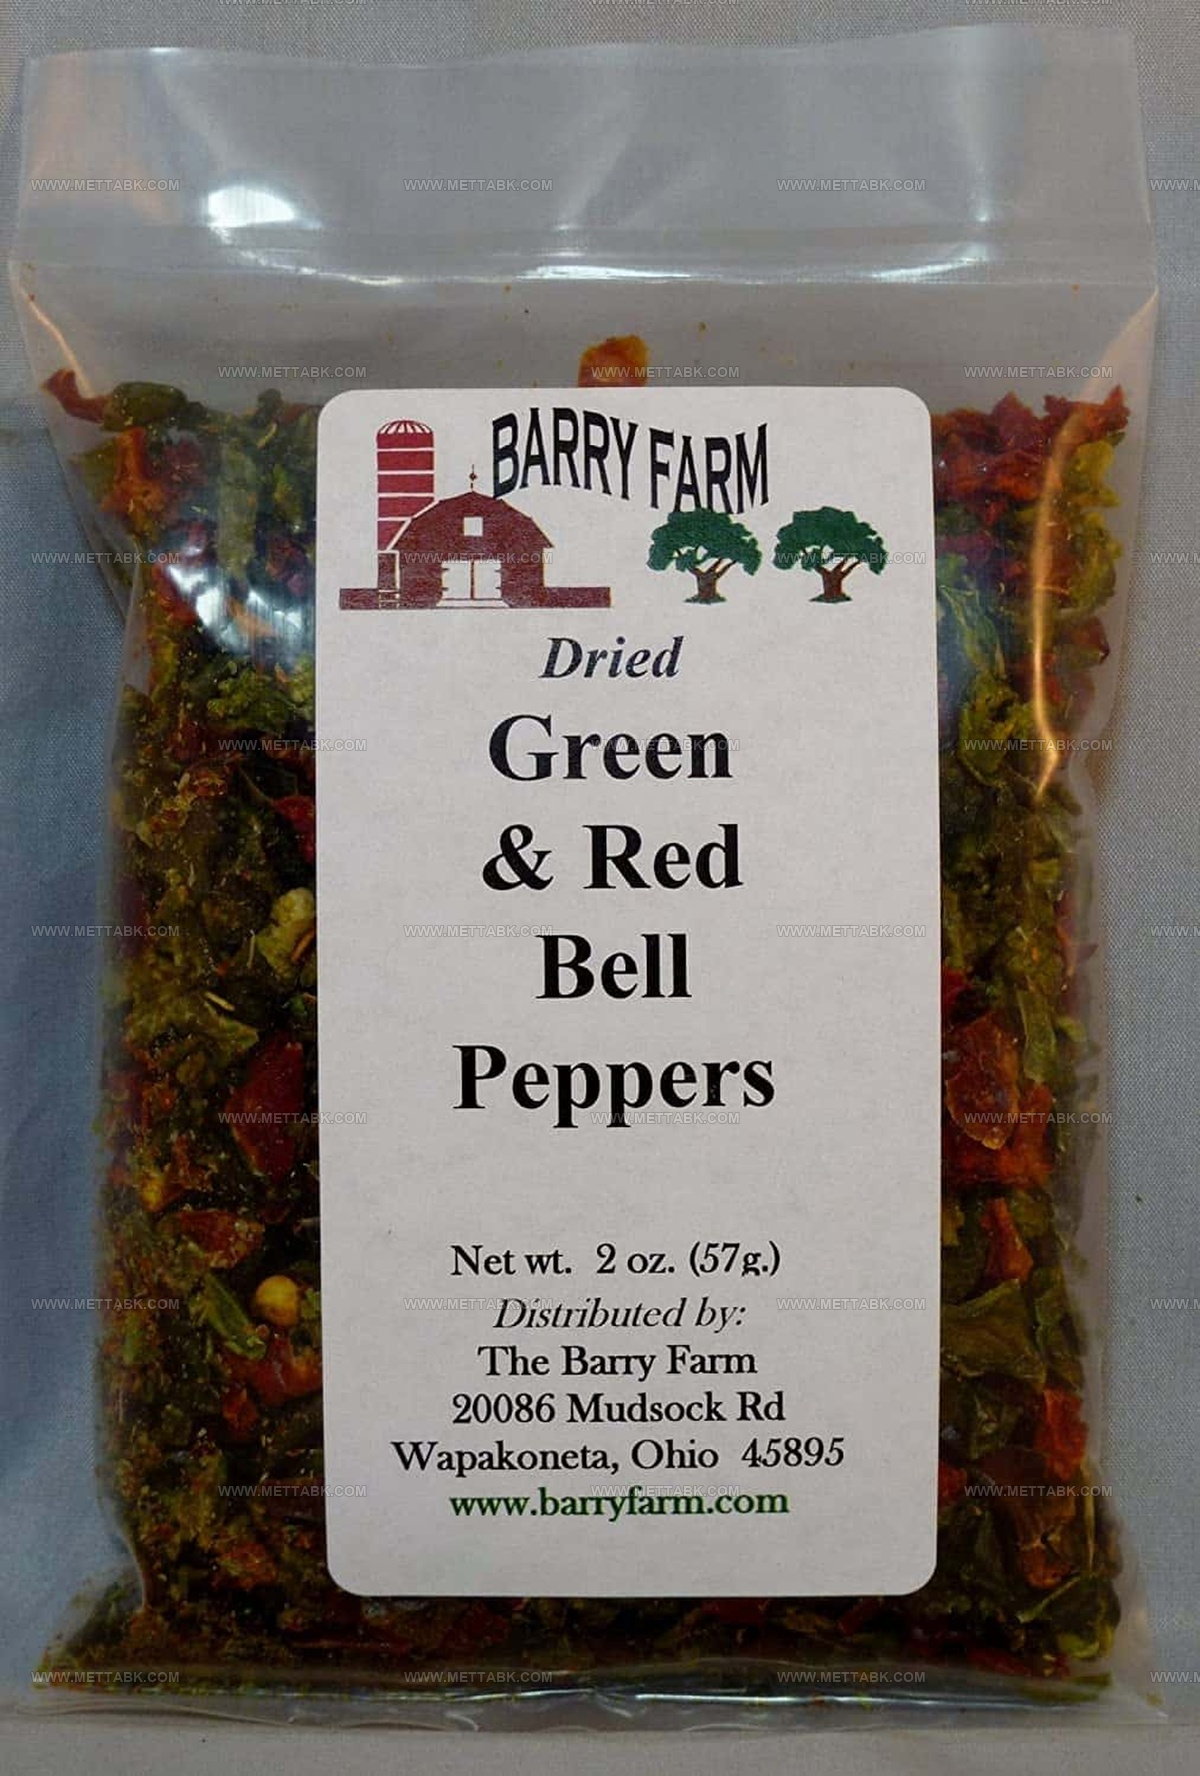 BARRY FARM
Dried
Green
& Red
Bell
Peppers
Net wt.  2 oz. (57g.)
Distributed by:
The Barry Farm
20086 Mudsock Rd
Wapakoneta, Ohio  45895
www.barryfarm.com
WWW.METTABK.COM